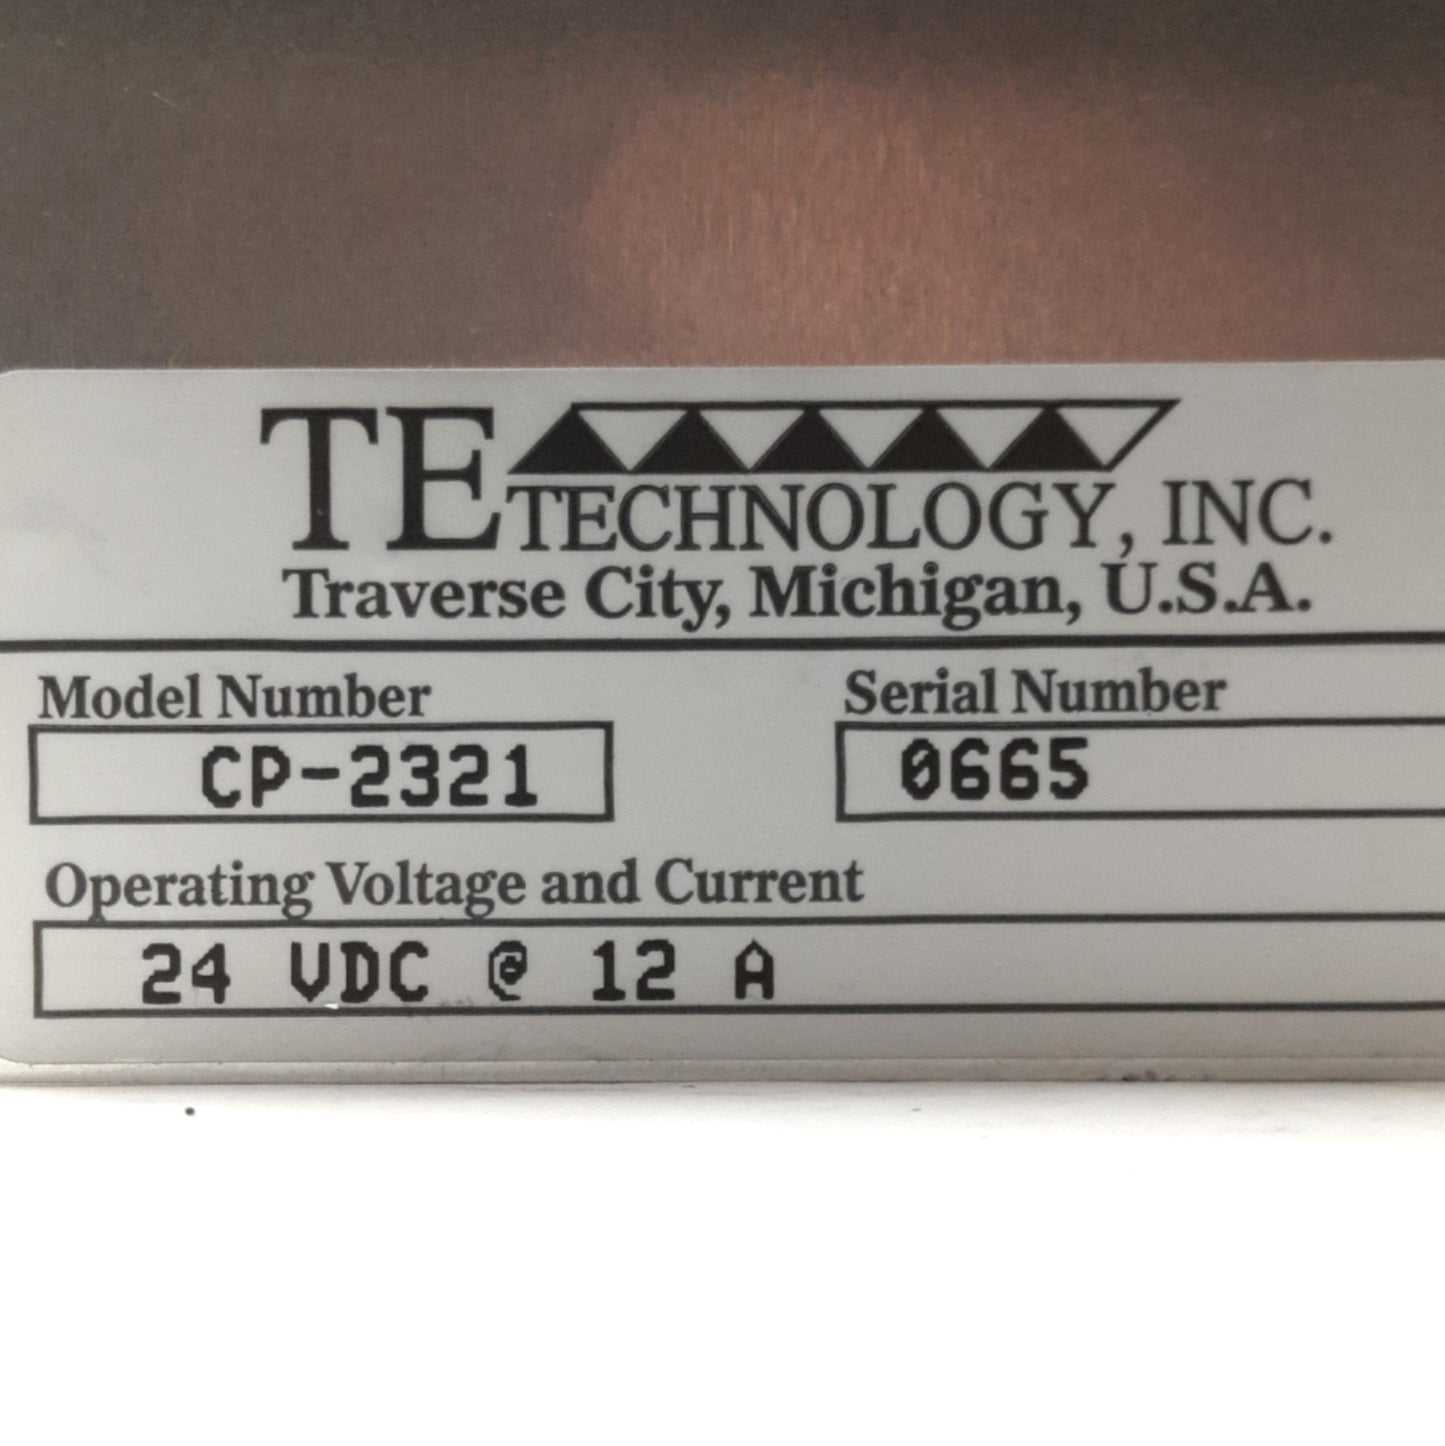 TE TECHNOLOGY, INC.
Traverse City, Michigan, U.S.A.
Model Number
Serial Number
CP-2321
0665
Operating Voltage and Current
24 VDC @ 12 A